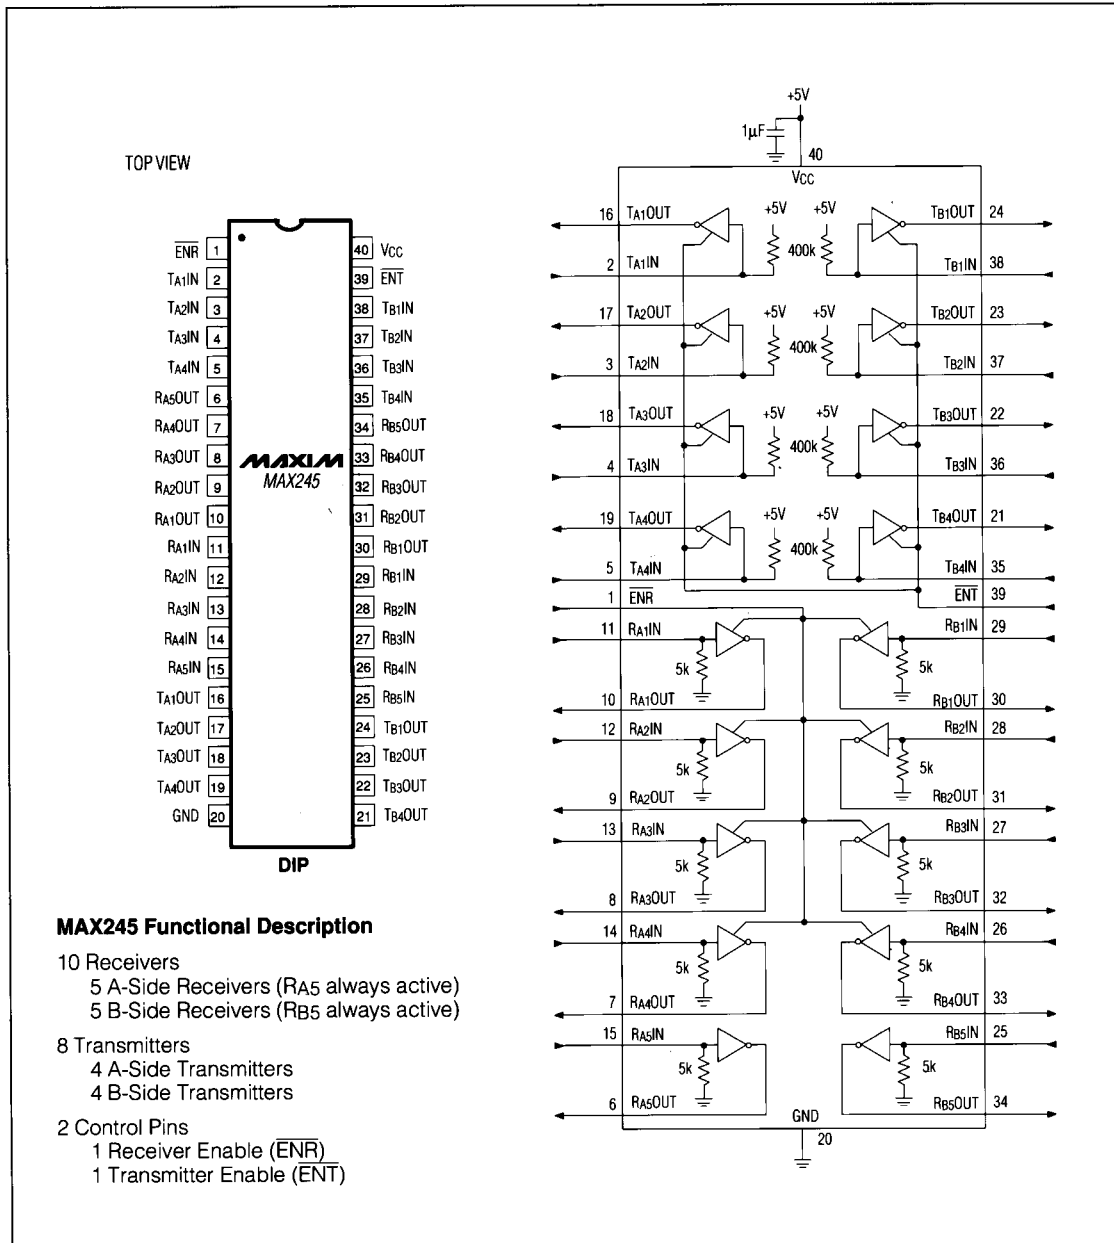 TOP VIEW
ENR 1
TA1IN 2
TA2IN 3
TA3IN 4
TA4IN 5
RA5OUT 6
RA4OUT 7
RA3OUT 8
RA2OUT 9
RA1OUT 10
RA1IN 11
RA2IN 12
RA3IN 13
RA4IN 14
RA5IN 15
TA1OUT 16
TA2OUT 17
TA3OUT 18
TA4OUT 19
GND 20
MAXIM
MAX245
40 VCC
39 ENT
38 TB1IN
37 TB2IN
36 TB3IN
35 TB4IN
34 RB5OUT
33 RB4OUT
32 RB3OUT
31 RB2OUT
30 RB1OUT
29 RB1IN
28 RB2IN
27 RB3IN
26 RB4IN
25 RB5IN
24 TB1OUT
23 TB2OUT
22 TB3OUT
21 TB4OUT
DIP
MAX245 Functional Description
10 Receivers
5 A-Side Receivers (RA5 always active)
5 B-Side Receivers (RB5 always active)
8 Transmitters
4 A-Side Transmitters
4 B-Side Transmitters
2 Control Pins
1 Receiver Enable (ENR)
1 Transmitter Enable (ENT)
+5V
1µF
40
VCC
16 TA1OUT +5V +5V TB1OUT 24
400k
2 TA1IN TB1IN 38
17 TA2OUT +5V +5V TB2OUT 23
400k
3 TA2IN TB2IN 37
18 TA3OUT +5V +5V TB3OUT 22
400k
4 TA3IN TB3IN 36
19 TA4OUT +5V +5V TB4OUT 21
400k
5 TA4IN TB4IN 35
1 ENR ENT 39
11 RA1IN RB1IN 29
5k 5k
10 RA1OUT RB1OUT 30
12 RA2IN RB2IN 28
5k 5k
9 RA2OUT RB2OUT 31
13 RA3IN RB3IN 27
5k 5k
8 RA3OUT RB3OUT 32
14 RA4IN RB4IN 26
5k 5k
7 RA4OUT RB4OUT 33
15 RA5IN RB5IN 25
5k 5k
6 RA5OUT RB5OUT 34
GND
20